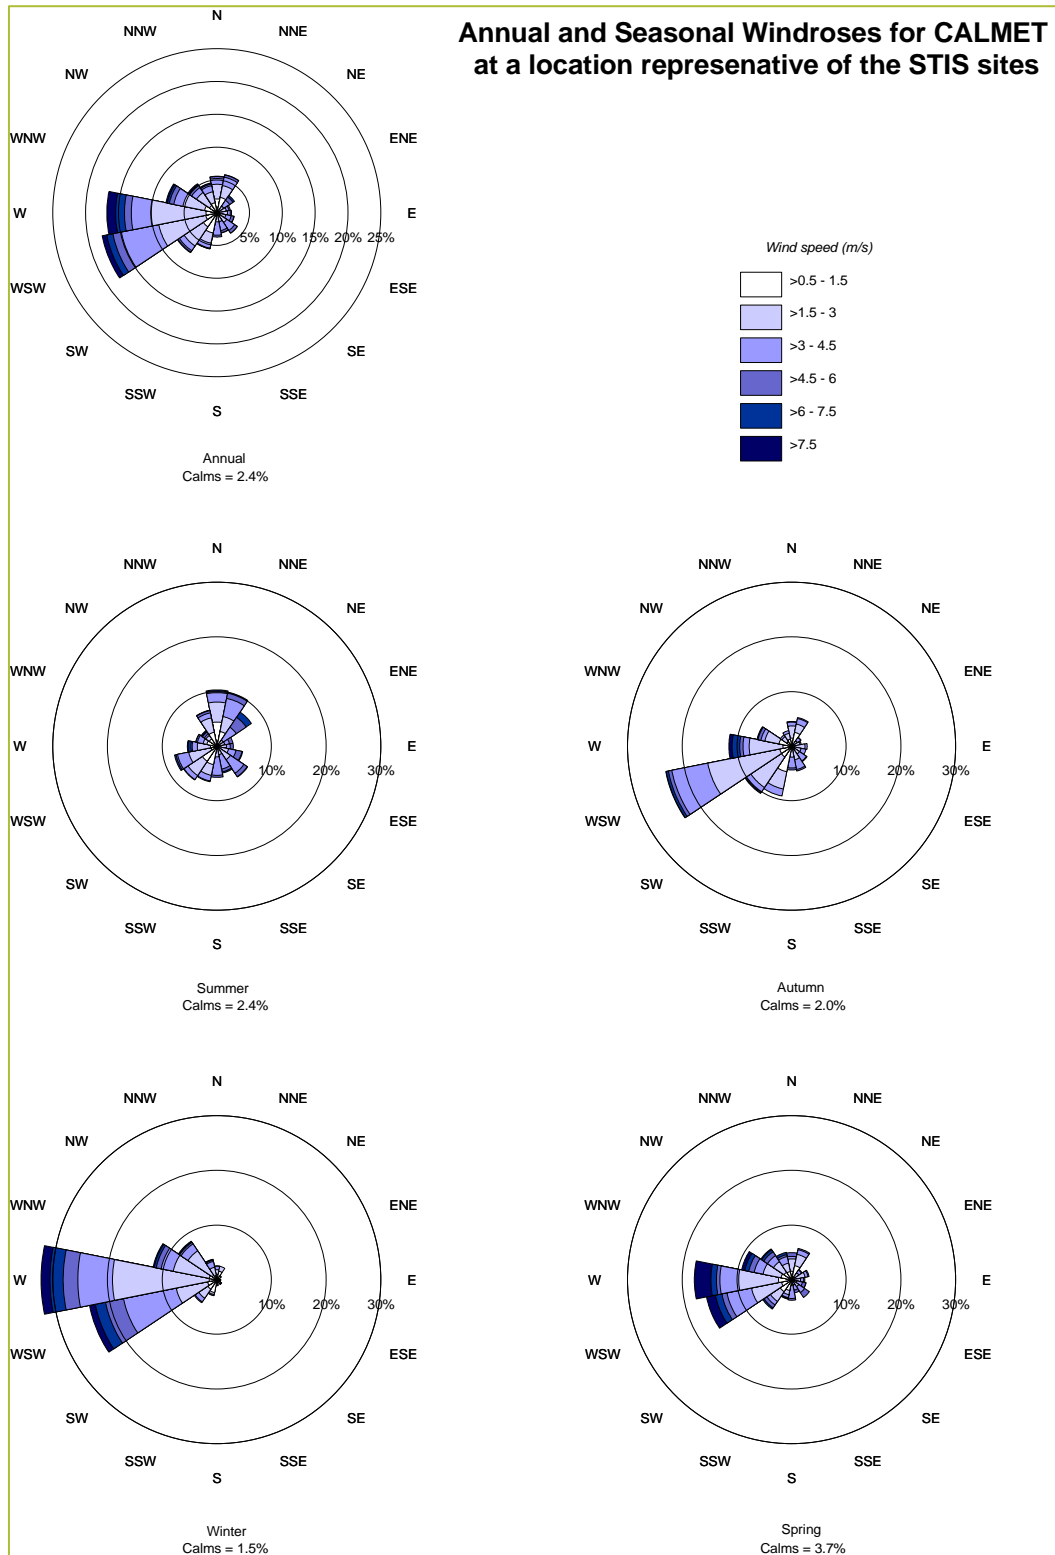 Annual and Seasonal Windroses for CALMET
at a location represenative of the STIS sites
N
NNW NNE
NW NE
WNW ENE
W E
5% 10% 15% 20% 25%
WSW ESE
SW SE
SSW SSE
S
Annual
Calms = 2.4%
Wind speed (m/s)
>0.5 - 1.5
>1.5 - 3
>3 - 4.5
>4.5 - 6
>6 - 7.5
>7.5
N
NNW NNE
NW NE
WNW ENE
W E
10% 20% 30%
WSW ESE
SW SE
SSW SSE
S
Summer
Calms = 2.4%
N
NNW NNE
NW NE
WNW ENE
W E
10% 20% 30%
WSW ESE
SW SE
SSW SSE
S
Autumn
Calms = 2.0%
N
NNW NNE
NW NE
WNW ENE
W E
10% 20% 30%
WSW ESE
SW SE
SSW SSE
S
Winter
Calms = 1.5%
N
NNW NNE
NW NE
WNW ENE
W E
10% 20% 30%
WSW ESE
SW SE
SSW SSE
S
Spring
Calms = 3.7%